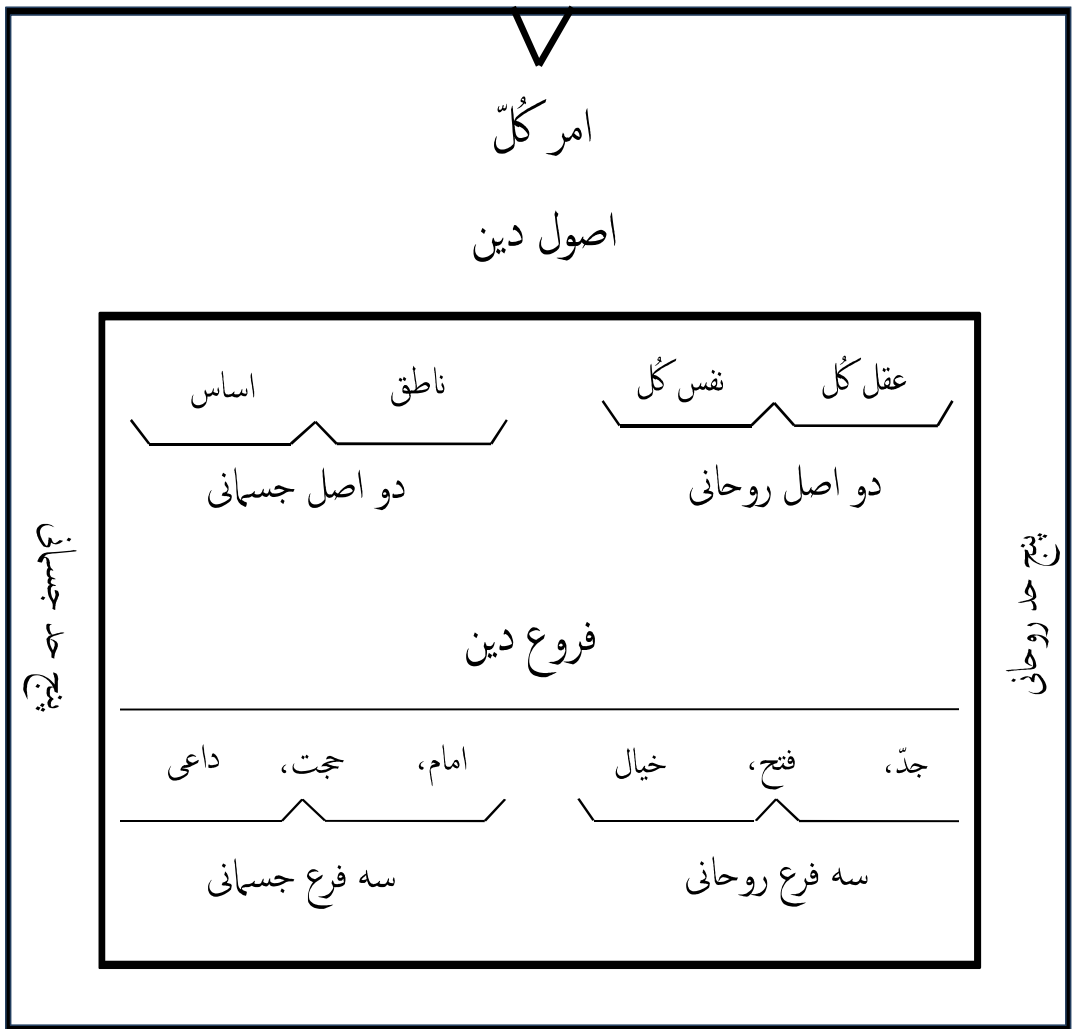 امر کُلّ
اصول دین
عقل کُل نفس کُل ناطق اساس
دو اصل روحانی دو اصل جسمانی
پنج حد روحانی
پنج حد جسمانی
فروع دین
جدّ، فتح، خیال امام، حجت، داعی
سه فرع روحانی سه فرع جسمانی